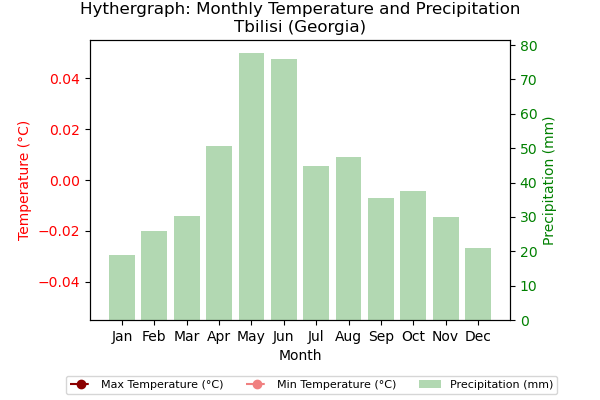 Hythergraph: Monthly Temperature and Precipitation
Tbilisi (Georgia)
Temperature (°C)
0.04
0.02
0.00
−0.02
−0.04
80
70
60
50
40
30
20
10
0
Precipitation (mm)
Jan Feb Mar Apr May Jun Jul Aug Sep Oct Nov Dec
Month
Max Temperature (°C) Min Temperature (°C) Precipitation (mm)